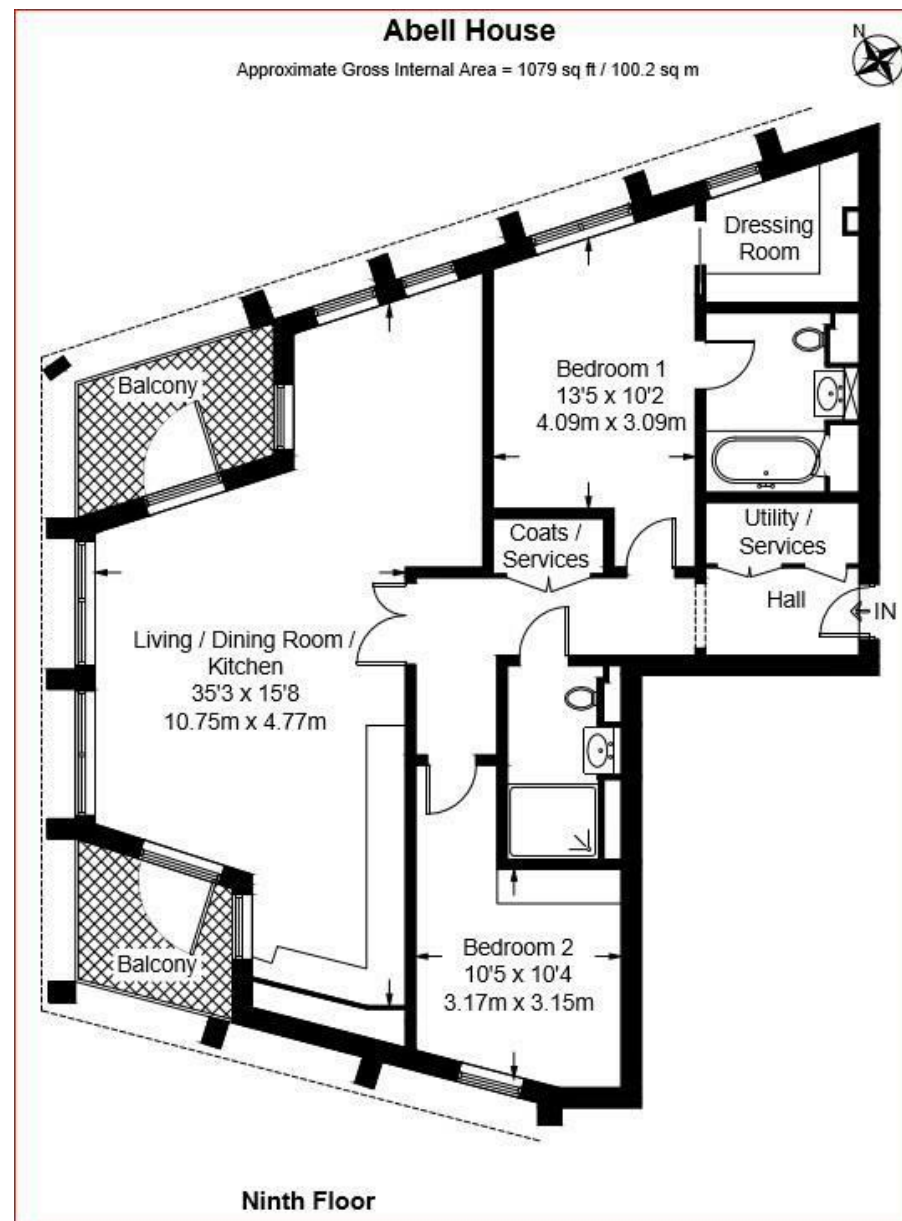 Abell House
Approximate Gross Internal Area = 1079 sq ft / 100.2 sq m
N
Dressing
Room
Balcony
Bedroom 1
13'5 x 10'2
4.09m x 3.09m
Coats /
Services
Utility /
Services
Hall
IN
Living / Dining Room /
Kitchen
35'3 x 15'8
10.75m x 4.77m
Balcony
Bedroom 2
10'5 x 10'4
3.17m x 3.15m
Ninth Floor